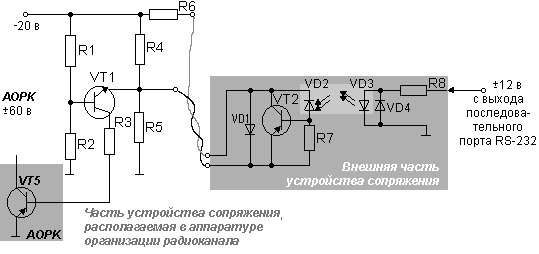 -20 в
R6
R1
R4
VT1
АОРК
±60 в
R3
R2
R5
VT5
АОРК
VD2
VD3
R8
VT2
VD1
VD4
R7
±12 в
с выхода
последова-
тельного
порта RS-232
Внешняя часть
устройства сопряжения
Часть устройства сопряжения,
располагаемая в аппаратуре
организации радиоканала